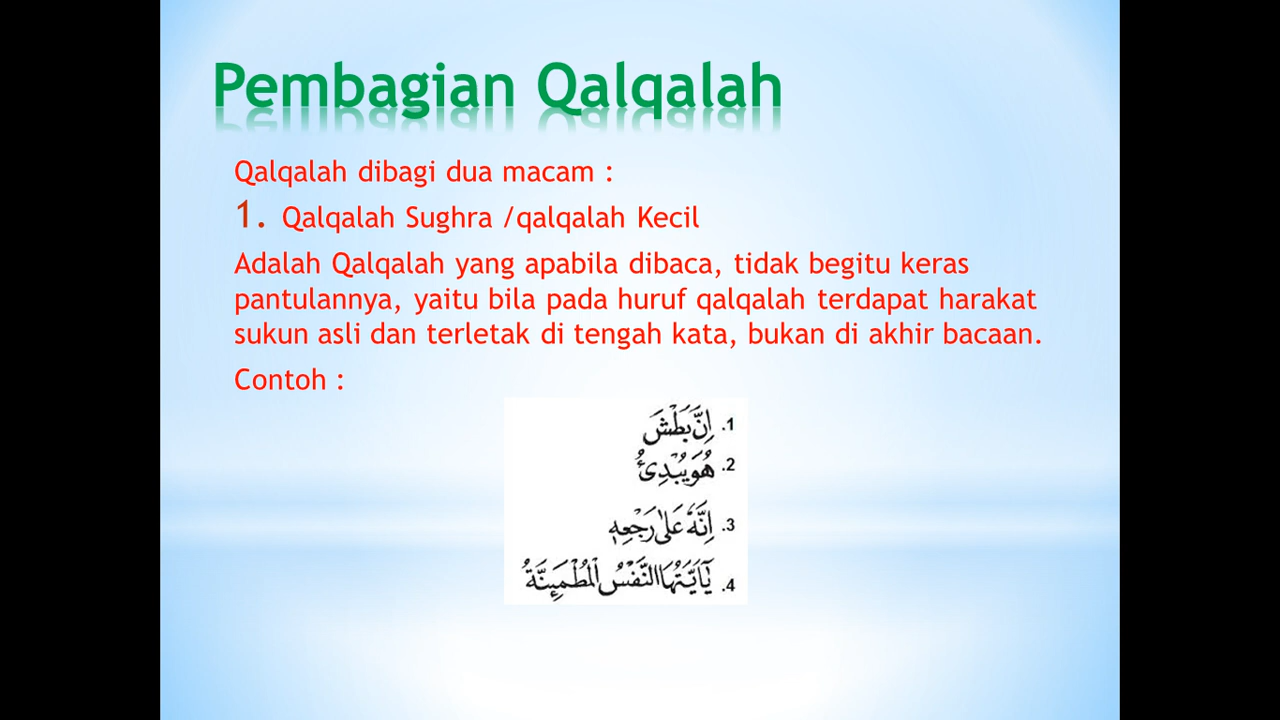 Pembagian Qalqalah
Qalqalah dibagi dua macam :
1. Qalqalah Sughra /qalqalah Kecil
Adalah Qalqalah yang apabila dibaca, tidak begitu keras
pantulannya, yaitu bila pada huruf qalqalah terdapat harakat
sukun asli dan terletak di tengah kata, bukan di akhir bacaan.
Contoh :
1. اِنَّ بَطْشَ
2. هُوَ يُبْدِئُ
3. اِنَّهٗ عَلٰى رَجْعِهٖ
4. يٰٓاَيَّتُهَا النَّفْسُ الْمُطْمَىِٕنَّةُ